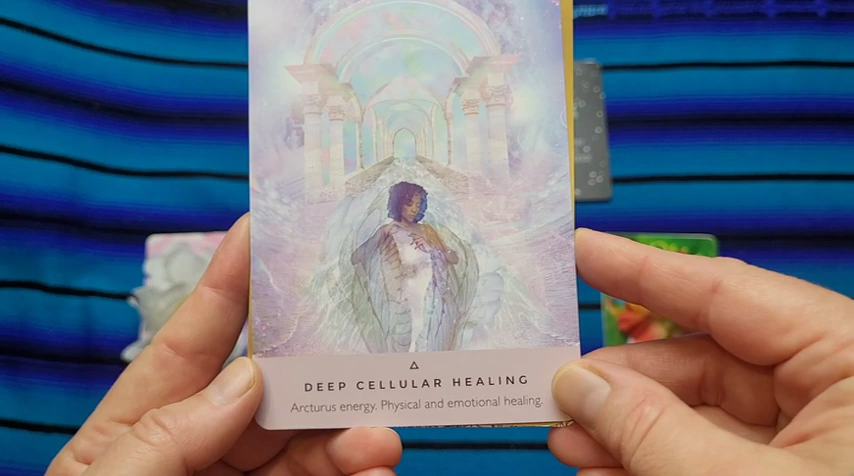 DEEP CELLULAR HEALING
Arcturus energy. Physical and emotional healing.